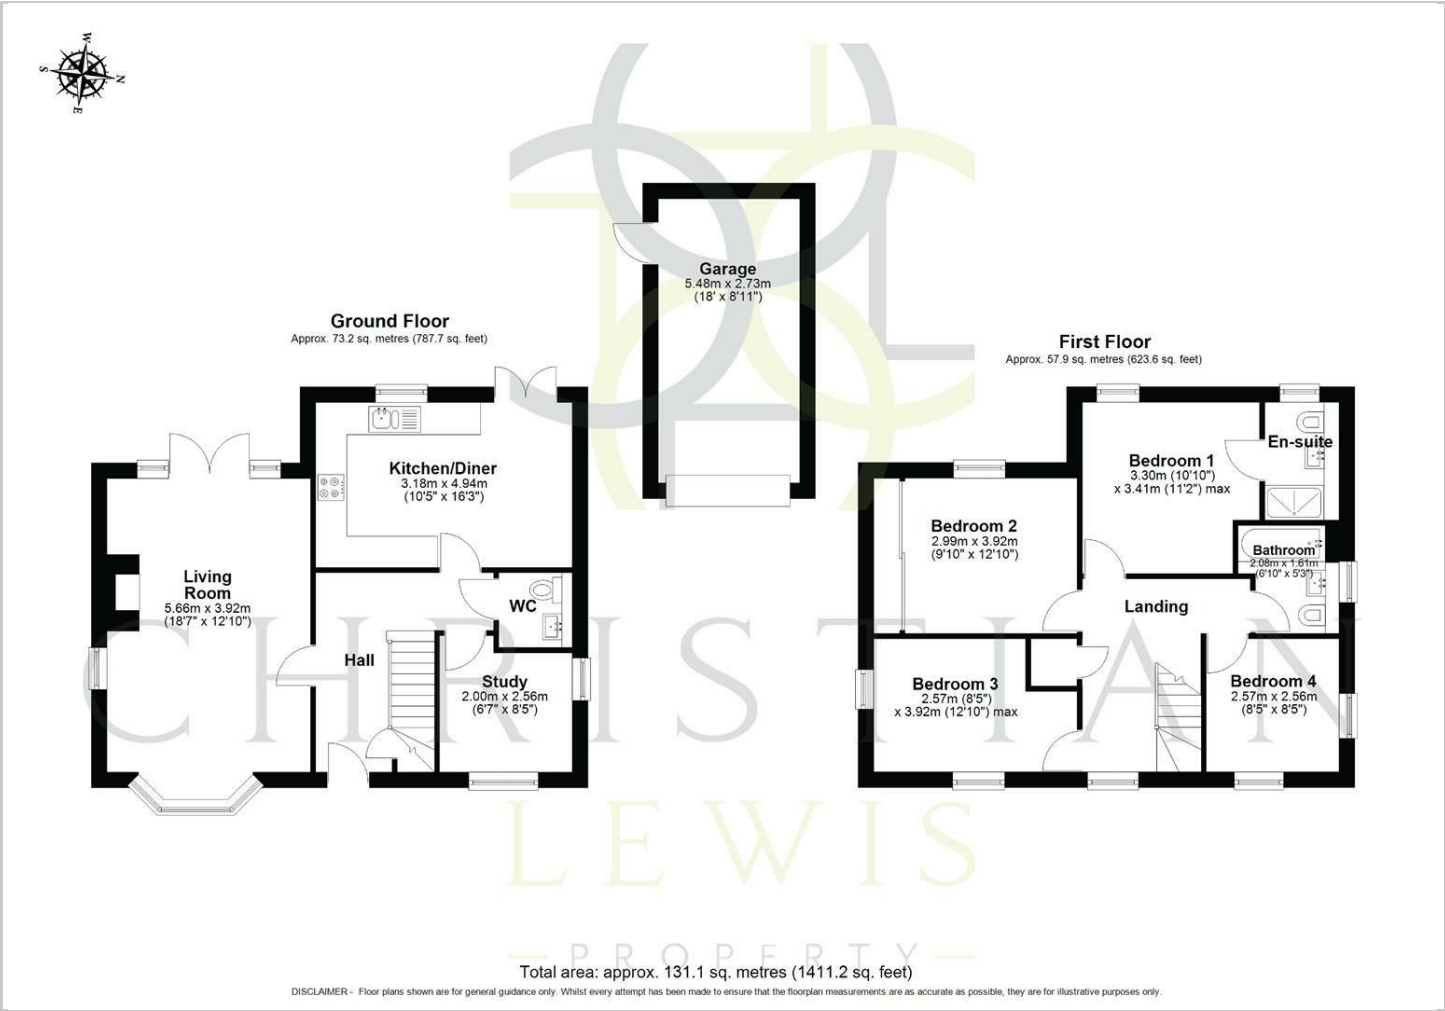 W
S
N
E
Ground Floor
Approx. 73.2 sq. metres (787.7 sq. feet)
Garage
5.48m x 2.73m
(18' x 8'11")
First Floor
Approx. 57.9 sq. metres (623.6 sq. feet)
Kitchen/Diner
3.18m x 4.94m
(10'5" x 16'3")
Living
Room
5.66m x 3.92m
(18'7" x 12'10")
WC
Hall
Study
2.00m x 2.56m
(6'7" x 8'5")
Bedroom 1
3.30m (10'10")
x 3.41m (11'2") max
En-suite
Bedroom 2
2.99m x 3.92m
(9'10" x 12'10")
Bathroom
2.08m x 1.61m
(6'10" x 5'3")
Landing
Bedroom 3
2.57m (8'5")
x 3.92m (12'10") max
Bedroom 4
2.57m x 2.56m
(8'5" x 8'5")
CHRISTIAN
LEWIS
PROPERTY
Total area: approx. 131.1 sq. metres (1411.2 sq. feet)
DISCLAIMER - Floor plans shown are for general guidance only. Whilst every attempt has been made to ensure that the floorplan measurements are as accurate as possible, they are for illustrative purposes only.